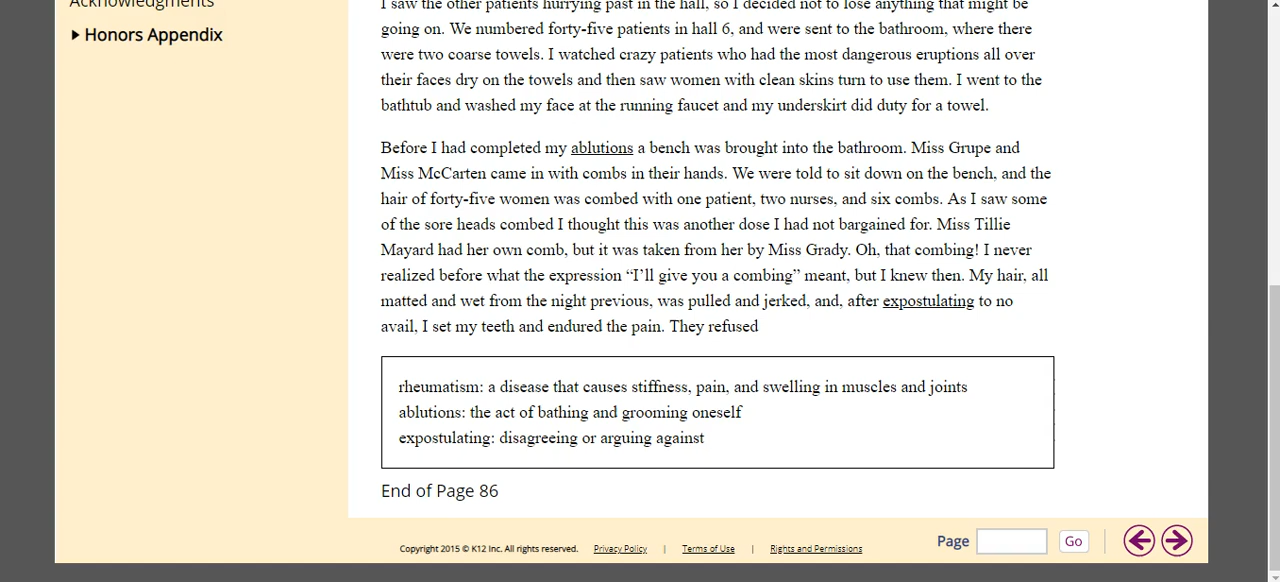 Acknowledgments
Honors Appendix
I saw the other patients hurrying past in the hall, so I decided not to lose anything that might be
going on. We numbered forty-five patients in hall 6, and were sent to the bathroom, where there
were two coarse towels. I watched crazy patients who had the most dangerous eruptions all over
their faces dry on the towels and then saw women with clean skins turn to use them. I went to the
bathtub and washed my face at the running faucet and my underskirt did duty for a towel.
Before I had completed my ablutions a bench was brought into the bathroom. Miss Grupe and
Miss McCarten came in with combs in their hands. We were told to sit down on the bench, and the
hair of forty-five women was combed with one patient, two nurses, and six combs. As I saw some
of the sore heads combed I thought this was another dose I had not bargained for. Miss Tillie
Mayard had her own comb, but it was taken from her by Miss Grady. Oh, that combing! I never
realized before what the expression “I’ll give you a combing” meant, but I knew then. My hair, all
matted and wet from the night previous, was pulled and jerked, and, after expostulating to no
avail, I set my teeth and endured the pain. They refused
rheumatism: a disease that causes stiffness, pain, and swelling in muscles and joints
ablutions: the act of bathing and grooming oneself
expostulating: disagreeing or arguing against
End of Page 86
Copyright 2015 © K12 Inc. All rights reserved. Privacy Policy | Terms of Use | Rights and Permissions
Page Go